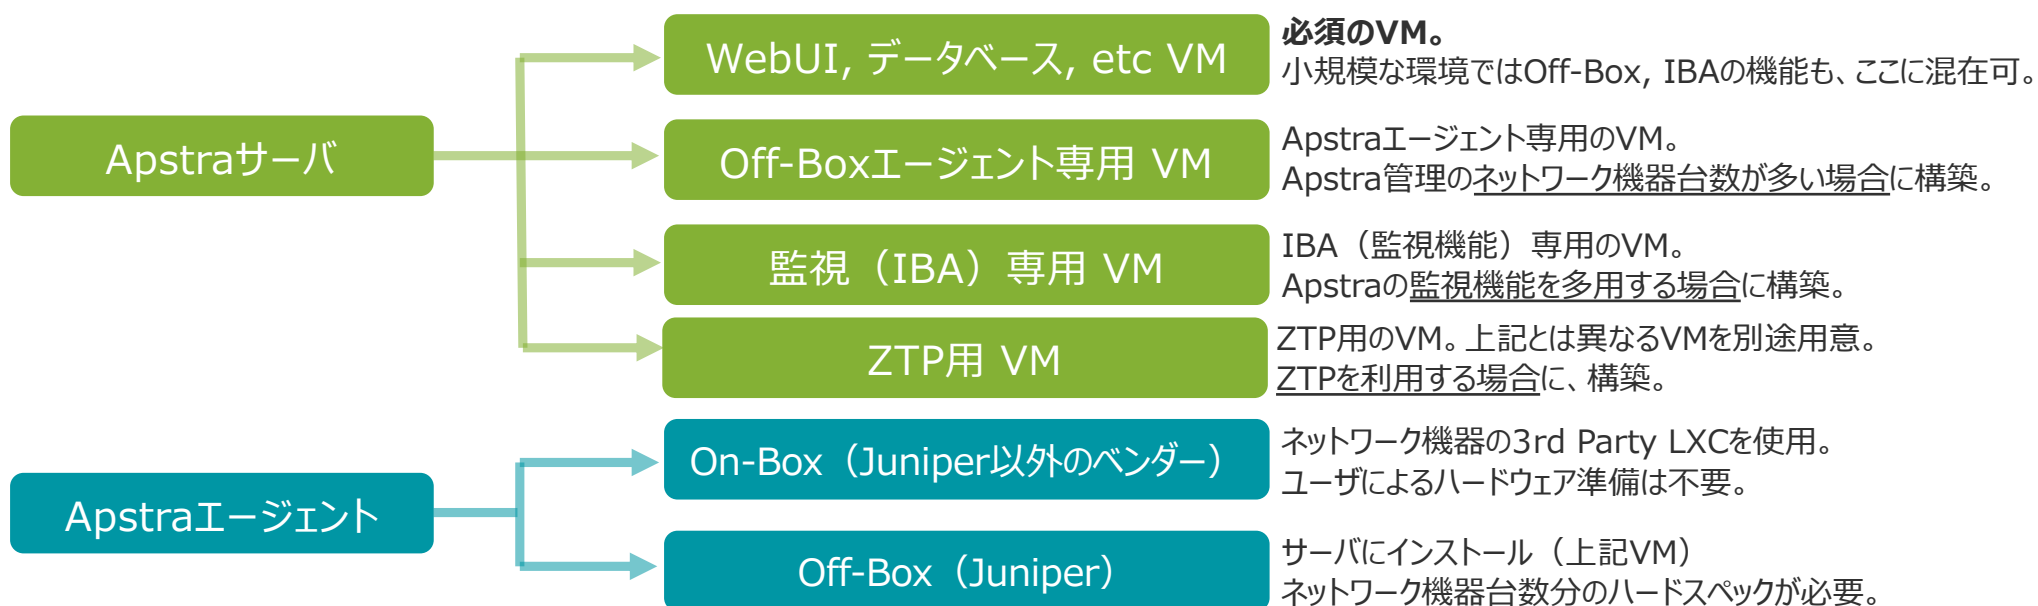 WebUI, データベース, etc VM
必須のVM。
小規模な環境ではOff-Box, IBAの機能も、ここに混在可。
Apstraサーバ
Off-Boxエージェント専用 VM
Apstraエージェント専用のVM。
Apstra管理のネットワーク機器台数が多い場合に構築。
監視（IBA）専用 VM
IBA（監視機能）専用のVM。
Apstraの監視機能を多用する場合に構築。
ZTP用 VM
ZTP用のVM。上記とは異なるVMを別途用意。
ZTPを利用する場合に、構築。
Apstraエージェント
On-Box（Juniper以外のベンダー）
ネットワーク機器の3rd Party LXCを使用。
ユーザによるハードウェア準備は不要。
Off-Box（Juniper）
サーバにインストール（上記VM）
ネットワーク機器台数分のハードスペックが必要。